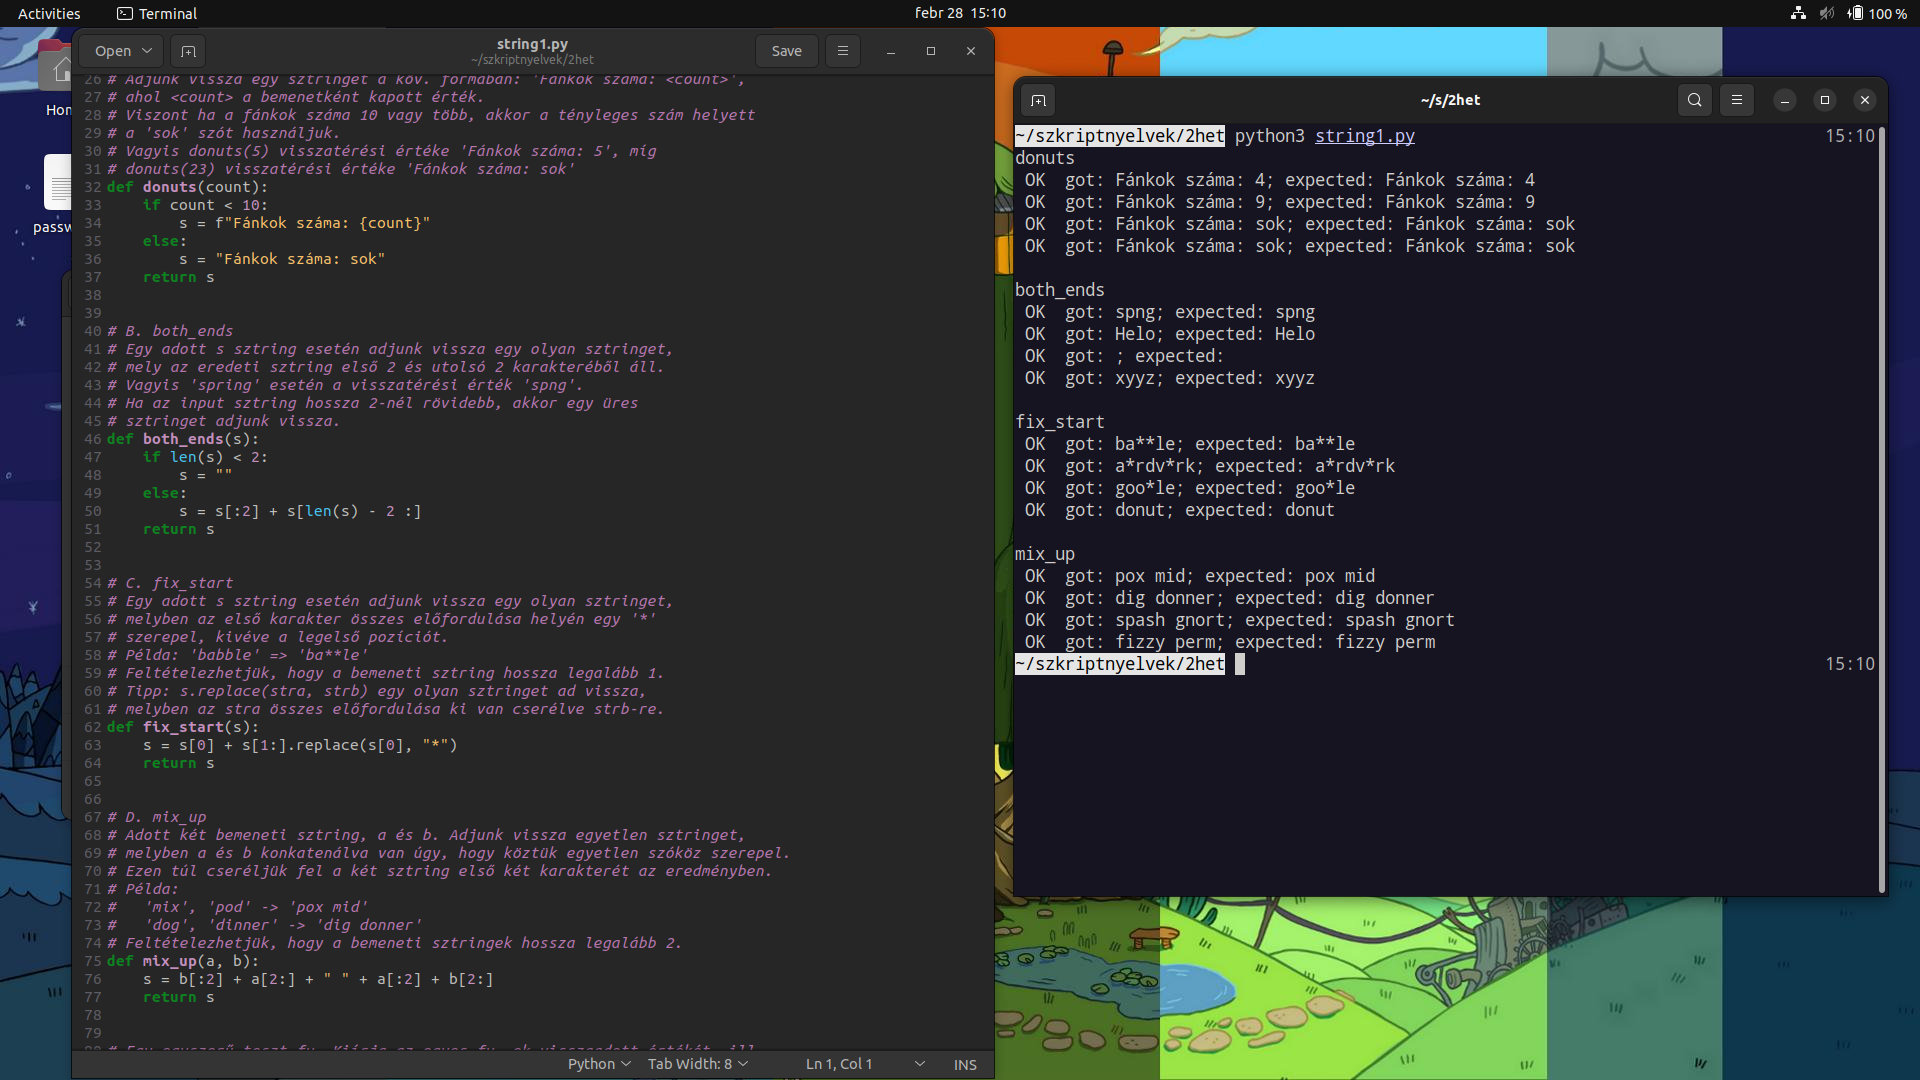 Activities
Terminal
febr 28 15:10
100 %
Open
string1.py
~/szkriptnyelvek/2het
Save
26 # Adjunk vissza egy sztringet a köv. formában: 'Fánkok száma: <count>',
27 # ahol <count> a bemenetként kapott érték.
28 # Viszont ha a fánkok száma 10 vagy több, akkor a tényleges szám helyett
29 # a 'sok' szót használjuk.
30 # Vagyis donuts(5) visszatérési értéke 'Fánkok száma: 5', míg
31 # donuts(23) visszatérési értéke 'Fánkok száma: sok'
32 def donuts(count):
33     if count < 10:
34         s = f"Fánkok száma: {count}"
35     else:
36         s = "Fánkok száma: sok"
37     return s
38
39
40 # B. both_ends
41 # Egy adott s sztring esetén adjunk vissza egy olyan sztringet,
42 # mely az eredeti sztring első 2 és utolsó 2 karakteréből áll.
43 # Vagyis 'spring' esetén a visszatérési érték 'spng'.
44 # Ha az input sztring hossza 2-nél rövidebb, akkor egy üres
45 # sztringet adjunk vissza.
46 def both_ends(s):
47     if len(s) < 2:
48         s = ""
49     else:
50         s = s[:2] + s[len(s) - 2 :]
51     return s
52
53
54 # C. fix_start
55 # Egy adott s sztring esetén adjunk vissza egy olyan sztringet,
56 # melyben az első karakter összes előfordulása helyén egy '*'
57 # szerepel, kivéve a legelső pozíciót.
58 # Példa: 'babble' => 'ba**le'
59 # Feltételezhetjük, hogy a bemeneti sztring hossza legalább 1.
60 # Tipp: s.replace(stra, strb) egy olyan sztringet ad vissza,
61 # melyben az stra összes előfordulása ki van cserélve strb-re.
62 def fix_start(s):
63     s = s[0] + s[1:].replace(s[0], "*")
64     return s
65
66
67 # D. mix_up
68 # Adott két bemeneti sztring, a és b. Adjunk vissza egyetlen sztringet,
69 # melyben a és b konkatenálva van úgy, hogy köztük egyetlen szóköz szerepel.
70 # Ezen túl cseréljük fel a két sztring első két karakterét az eredményben.
71 # Példa:
72 #   'mix', 'pod' -> 'pox mid'
73 #   'dog', 'dinner' -> 'dig donner'
74 # Feltételezhetjük, hogy a bemeneti sztringek hossza legalább 2.
75 def mix_up(a, b):
76     s = b[:2] + a[2:] + " " + a[:2] + b[2:]
77     return s
78
79
Python
Tab Width: 8
Ln 1, Col 1
INS
~/s/2het
~/szkriptnyelvek/2het python3 string1.py 15:10
donuts
 OK  got: Fánkok száma: 4; expected: Fánkok száma: 4
 OK  got: Fánkok száma: 9; expected: Fánkok száma: 9
 OK  got: Fánkok száma: sok; expected: Fánkok száma: sok
 OK  got: Fánkok száma: sok; expected: Fánkok száma: sok
both_ends
 OK  got: spng; expected: spng
 OK  got: Helo; expected: Helo
 OK  got: ; expected:
 OK  got: xyyz; expected: xyyz
fix_start
 OK  got: ba**le; expected: ba**le
 OK  got: a*rdv*rk; expected: a*rdv*rk
 OK  got: goo*le; expected: goo*le
 OK  got: donut; expected: donut
mix_up
 OK  got: pox mid; expected: pox mid
 OK  got: dig donner; expected: dig donner
 OK  got: spash gnort; expected: spash gnort
 OK  got: fizzy perm; expected: fizzy perm
~/szkriptnyelvek/2het 15:10